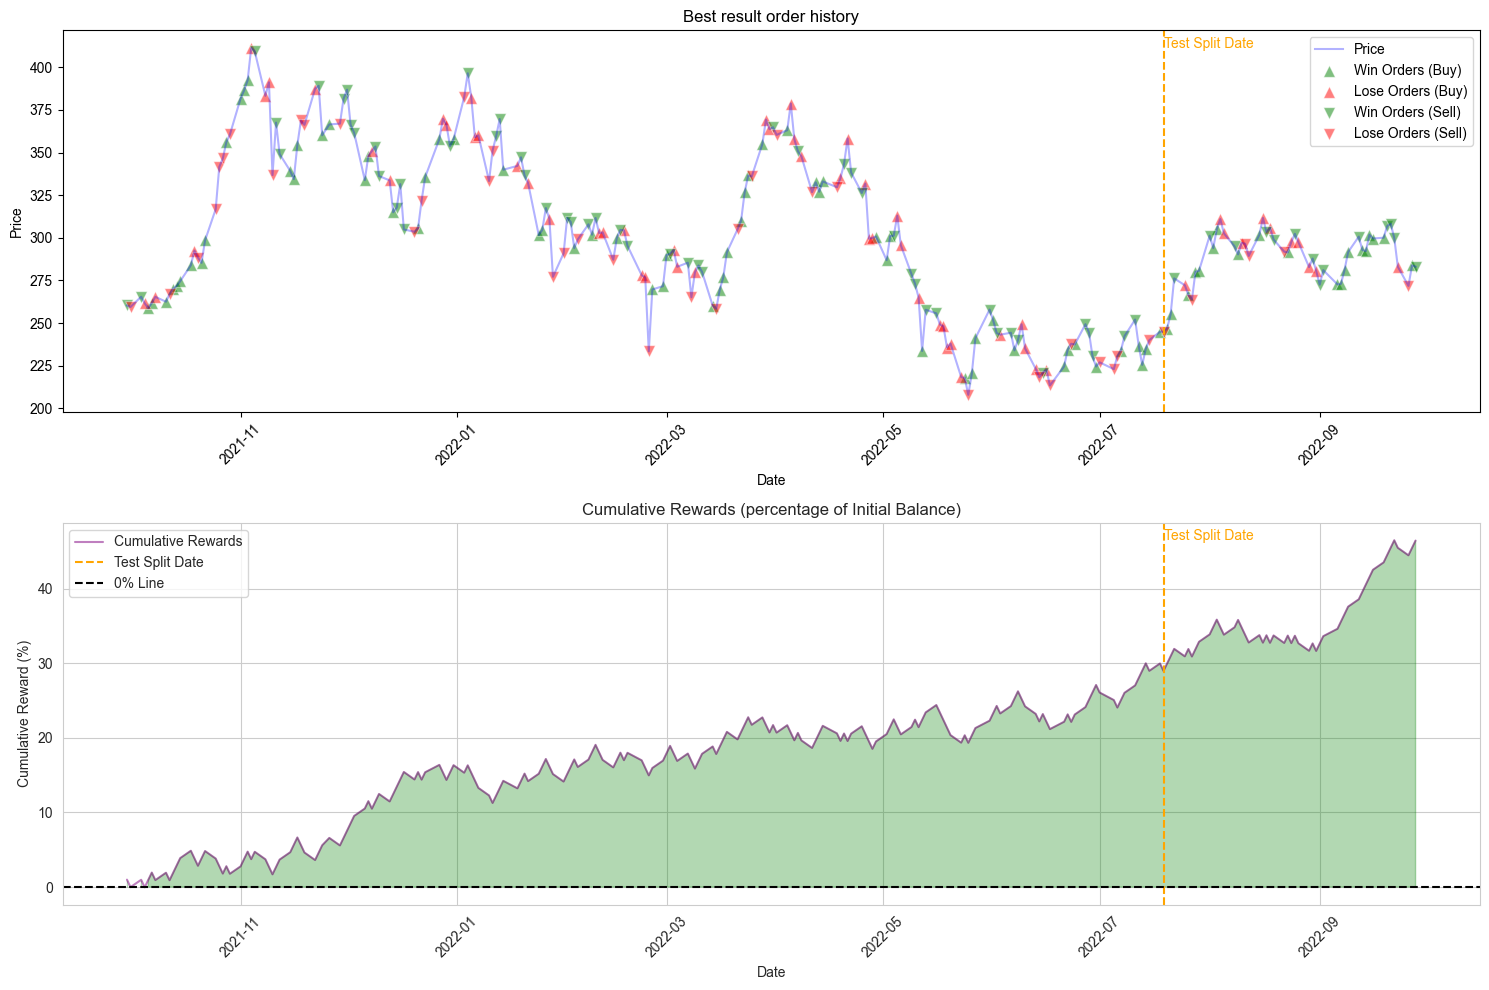 Best result order history
Price
400
375
350
325
300
275
250
225
200
Test Split Date
Price
Win Orders (Buy)
Lose Orders (Buy)
Win Orders (Sell)
Lose Orders (Sell)
2021-11
2022-01
2022-03
2022-05
2022-07
2022-09
Date
Cumulative Rewards (percentage of Initial Balance)
Cumulative Reward (%)
40
30
20
10
0
Cumulative Rewards
Test Split Date
0% Line
Test Split Date
2021-11
2022-01
2022-03
2022-05
2022-07
2022-09
Date